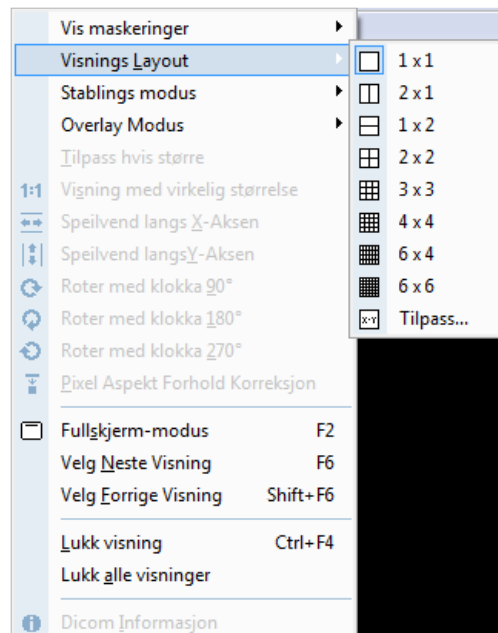 Vis maskeringer
Visnings Layout
Stablings modus
Overlay Modus
Tilpass hvis større
1:1 Visning med virkelig størrelse
Speilvend langs X-Aksen
Speilvend langsY-Aksen
Roter med klokka 90°
Roter med klokka 180°
Roter med klokka 270°
Pixel Aspekt Forhold Korreksjon
Fullskjerm-modus F2
Velg Neste Visning F6
Velg Forrige Visning Shift+F6
Lukk visning Ctrl+F4
Lukk alle visninger
Dicom Informasjon
1 x 1
2 x 1
1 x 2
2 x 2
3 x 3
4 x 4
6 x 4
6 x 6
X·Y Tilpass...